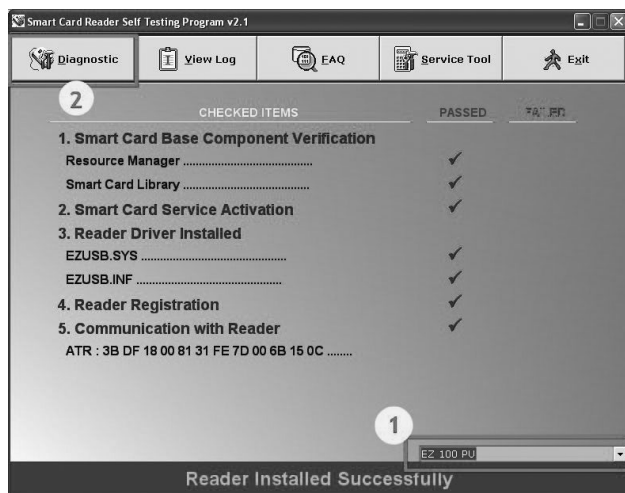 Smart Card Reader Self Testing Program v2.1
Diagnostic View Log FAQ Service Tool Exit
2
CHECKED ITEMS PASSED FAILED
1. Smart Card Base Component Verification
Resource Manager ..........................................
Smart Card Library .........................................
2. Smart Card Service Activation
3. Reader Driver Installed
EZUSB.SYS ................................................
EZUSB.INF ................................................
4. Reader Registration
5. Communication with Reader
ATR : 3B DF 18 00 81 31 FE 7D 00 6B 15 0C ........
1
EZ 100 PU
Reader Installed Successfully